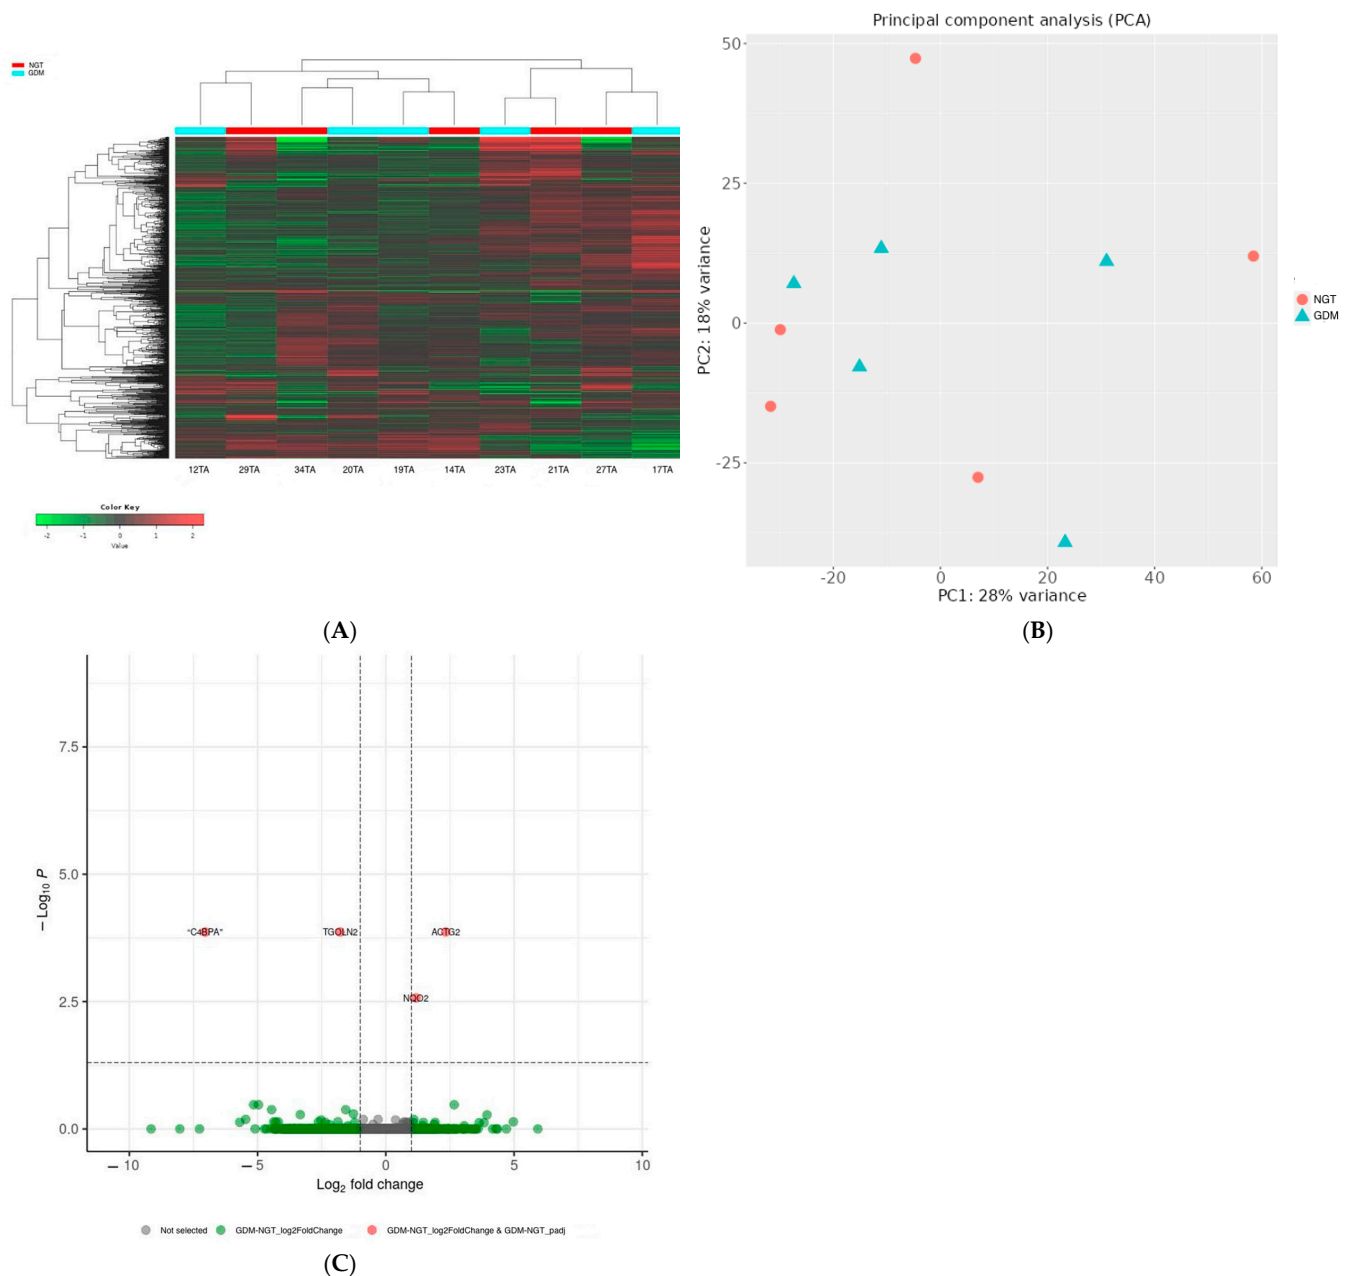 NGT
GDM
12TA 29TA 34TA 20TA 19TA 14TA 23TA 21TA 27TA 17TA
Color Key
-2 -1 0 1 2
Value
(A)
Principal component analysis (PCA)
50
25
0
-25
PC2: 18% variance
-20 0 20 40 60
PC1: 28% variance
NGT
GDM
(B)
7.5
5.0
2.5
0.0
– Log10 P
"C4BPA" TGOLN2 ACTG2
NQO2
–10 –5 0 5 10
Log2 fold change
Not selected GDM-NGT_log2FoldChange GDM-NGT_log2FoldChange & GDM-NGT_padj
(C)